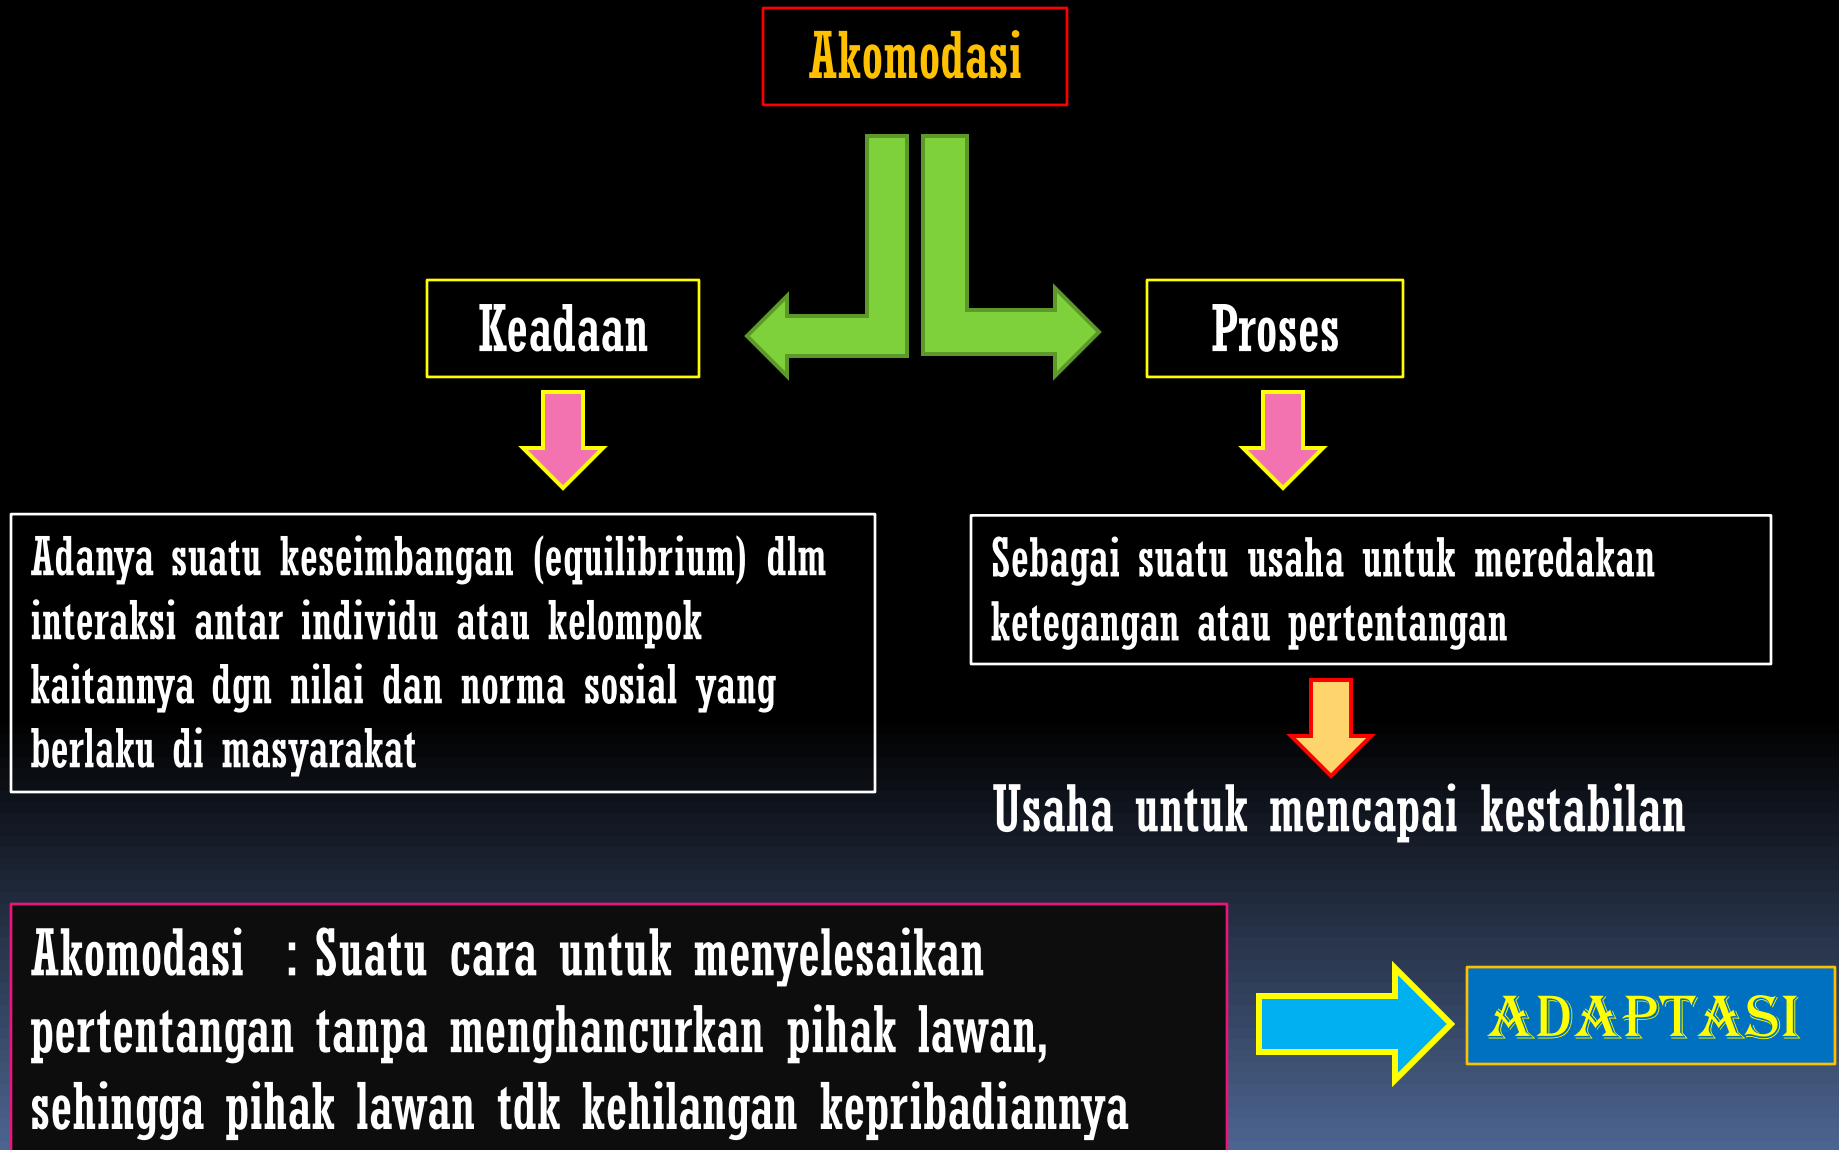 Akomodasi
Keadaan
Proses
Adanya suatu keseimbangan (equilibrium) dlm
interaksi antar individu atau kelompok
kaitannya dgn nilai dan norma sosial yang
berlaku di masyarakat
Sebagai suatu usaha untuk meredakan
ketegangan atau pertentangan
Usaha untuk mencapai kestabilan
Akomodasi : Suatu cara untuk menyelesaikan
pertentangan tanpa menghancurkan pihak lawan,
sehingga pihak lawan tdk kehilangan kepribadiannya
ADAPTASI